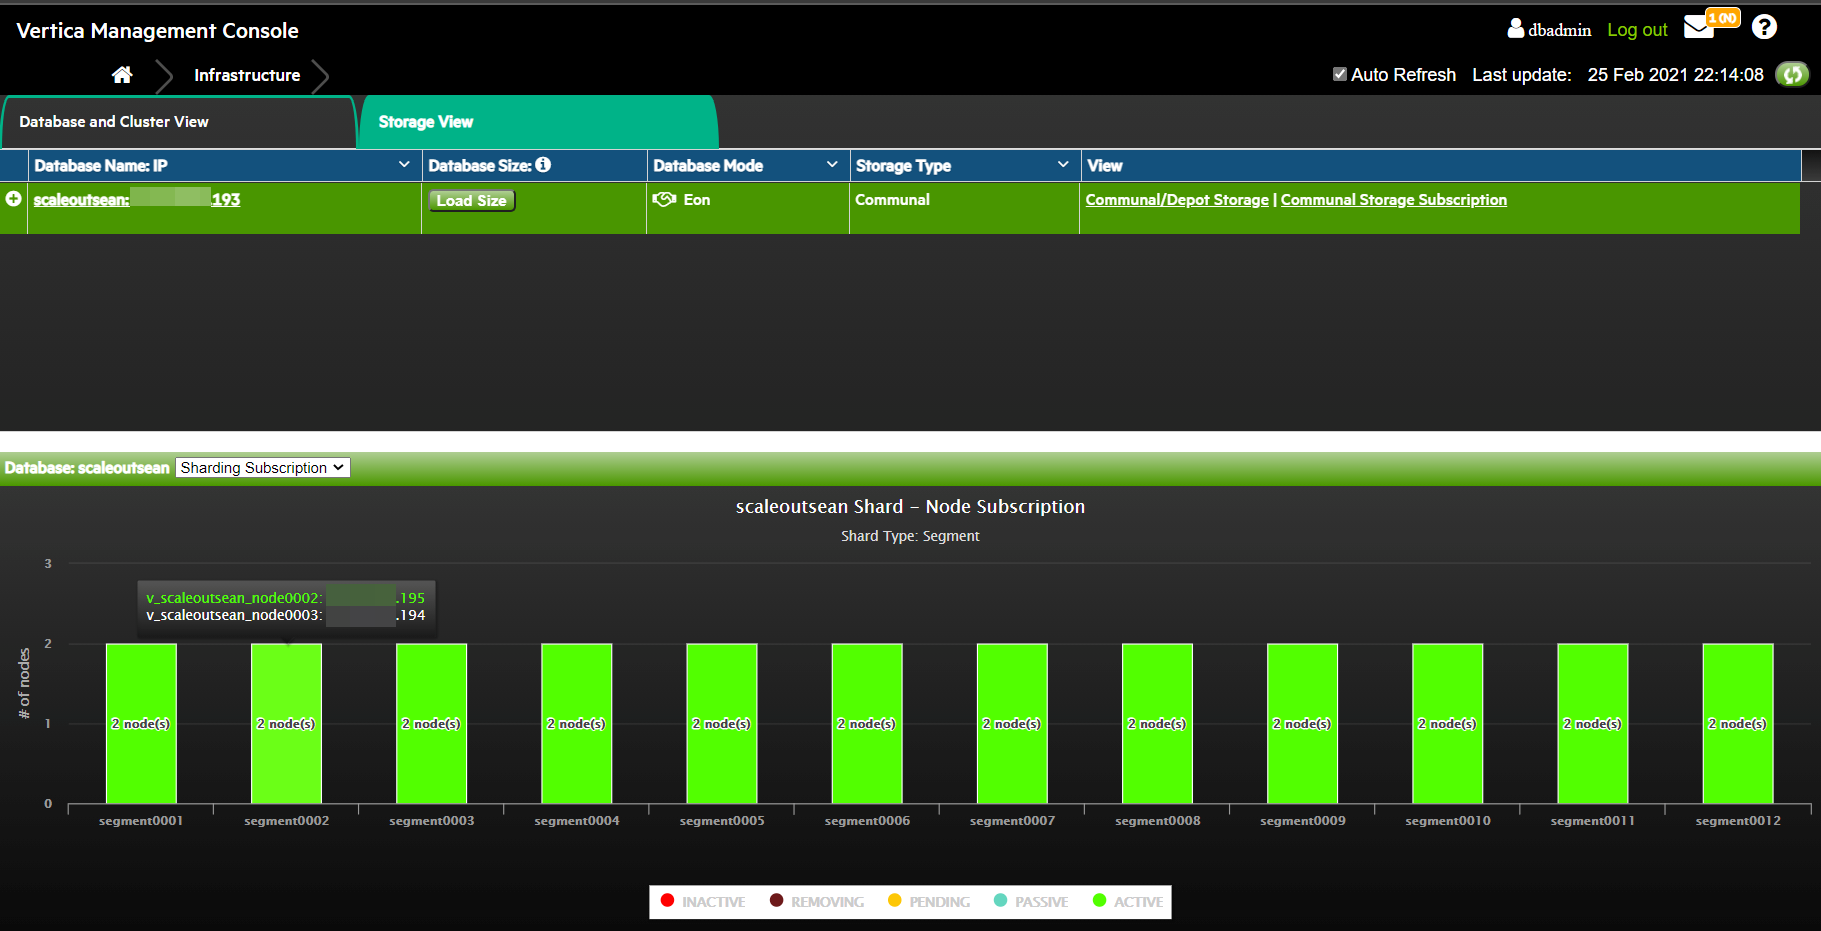 Vertica Management Console
dbadmin Log out 100 ?
Infrastructure
Auto Refresh Last update: 25 Feb 2021 22:14:08
Database and Cluster View Storage View
Database Name: IP Database Size: i Database Mode Storage Type View
scaleoutsean: .193 Load Size Eon Communal Communal/Depot Storage | Communal Storage Subscription
Database: scaleoutsean Sharding Subscription
scaleoutsean Shard - Node Subscription
Shard Type: Segment
3
v_scaleoutsean_node0002: .195
v_scaleoutsean_node0003: .194
2
# of nodes
1 2 node(s) 2 node(s) 2 node(s) 2 node(s) 2 node(s) 2 node(s) 2 node(s) 2 node(s) 2 node(s) 2 node(s) 2 node(s) 2 node(s)
0
segment0001 segment0002 segment0003 segment0004 segment0005 segment0006 segment0007 segment0008 segment0009 segment0010 segment0011 segment0012
INACTIVE REMOVING PENDING PASSIVE ACTIVE